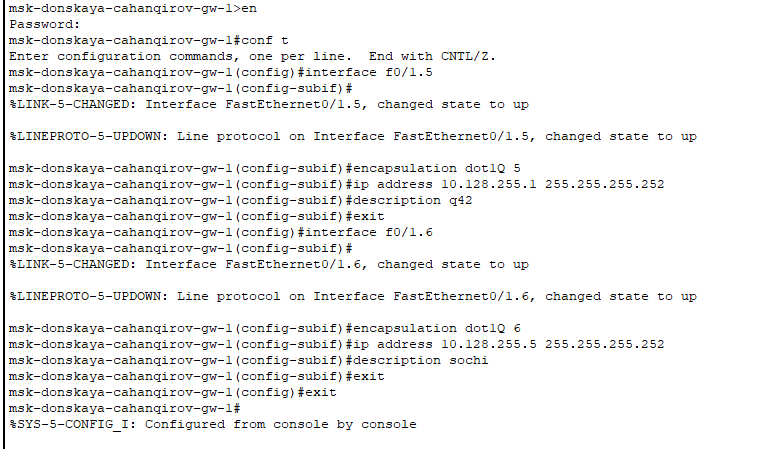 msk-donskaya-cahanqirov-gw-1>en
Password:
msk-donskaya-cahanqirov-gw-1#conf t
Enter configuration commands, one per line.  End with CNTL/Z.
msk-donskaya-cahanqirov-gw-1(config)#interface f0/1.5
msk-donskaya-cahanqirov-gw-1(config-subif)#
%LINK-5-CHANGED: Interface FastEthernet0/1.5, changed state to up
%LINEPROTO-5-UPDOWN: Line protocol on Interface FastEthernet0/1.5, changed state to up
msk-donskaya-cahanqirov-gw-1(config-subif)#encapsulation dot1Q 5
msk-donskaya-cahanqirov-gw-1(config-subif)#ip address 10.128.255.1 255.255.255.252
msk-donskaya-cahanqirov-gw-1(config-subif)#description q42
msk-donskaya-cahanqirov-gw-1(config-subif)#exit
msk-donskaya-cahanqirov-gw-1(config)#interface f0/1.6
msk-donskaya-cahanqirov-gw-1(config-subif)#
%LINK-5-CHANGED: Interface FastEthernet0/1.6, changed state to up
%LINEPROTO-5-UPDOWN: Line protocol on Interface FastEthernet0/1.6, changed state to up
msk-donskaya-cahanqirov-gw-1(config-subif)#encapsulation dot1Q 6
msk-donskaya-cahanqirov-gw-1(config-subif)#ip address 10.128.255.5 255.255.255.252
msk-donskaya-cahanqirov-gw-1(config-subif)#description sochi
msk-donskaya-cahanqirov-gw-1(config-subif)#exit
msk-donskaya-cahanqirov-gw-1(config)#exit
msk-donskaya-cahanqirov-gw-1#
%SYS-5-CONFIG_I: Configured from console by console